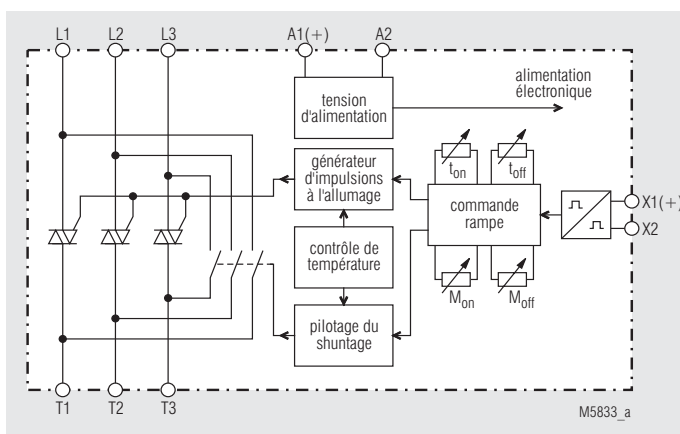 L1 L2 L3 A1(+) A2
alimentation
électronique
tension
d'alimentation
ton toff
générateur
d'impulsions
à l'allumage
commande
rampe
X1(+)
X2
contrôle de
température
Mon Moff
pilotage du
shuntage
T1 T2 T3
M5833_a